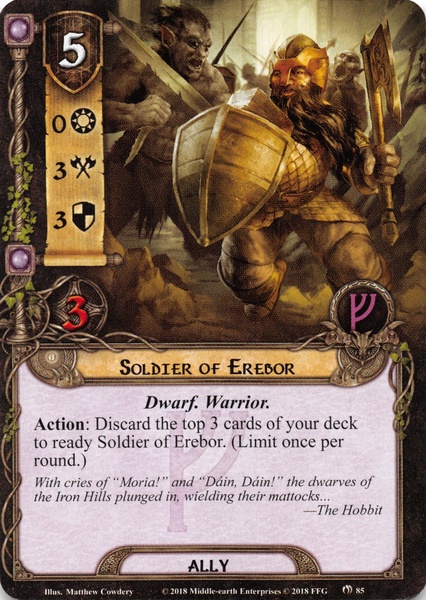 5
0
3
3
3
Soldier of Erebor
Dwarf. Warrior.
Action: Discard the top 3 cards of your deck
to ready Soldier of Erebor. (Limit once per
round.)
With cries of “Moria!” and “Dáin, Dáin!” the dwarves of
the Iron Hills plunged in, wielding their mattocks...
—The Hobbit
ALLY
Illus. Matthew Cowdery © 2018 Middle-earth Enterprises © 2018 FFG 85